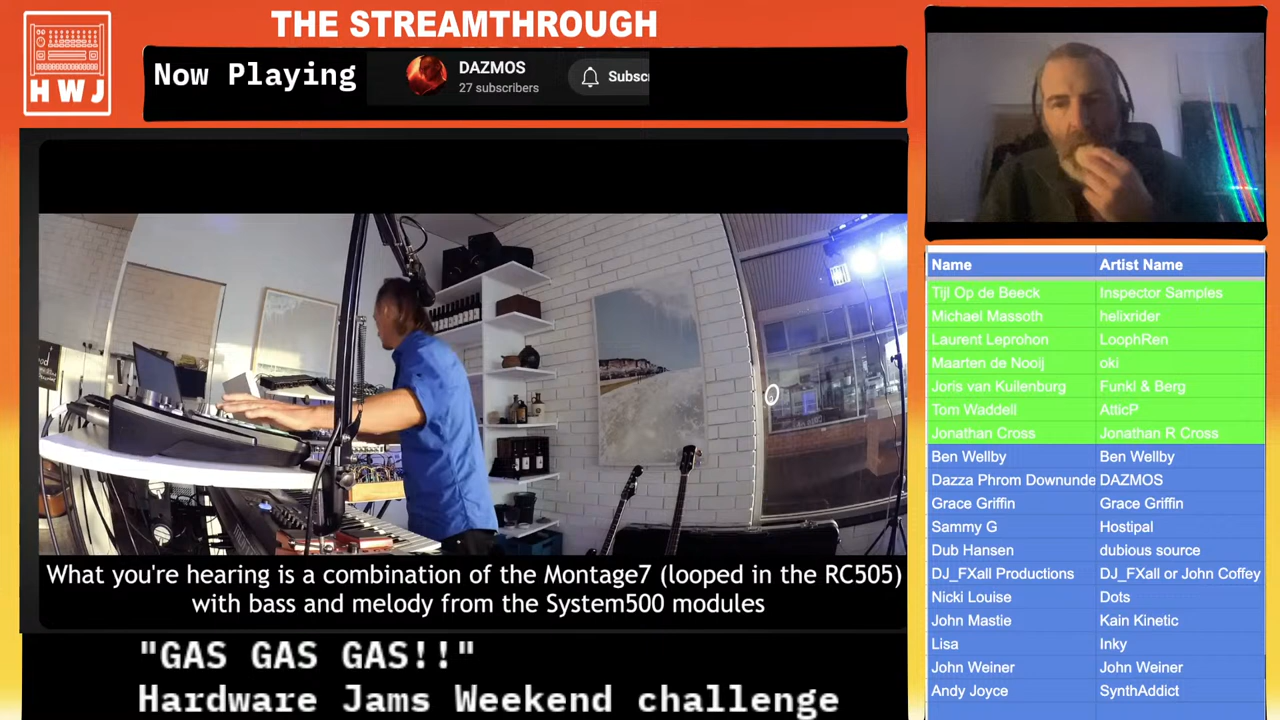 THE STREAMTHROUGH
HWJ
Now Playing
DAZMOS
27 subscribers
Subsc
What you're hearing is a combination of the Montage7 (looped in the RC505)
with bass and melody from the System500 modules
"GAS GAS GAS!!"
Hardware Jams Weekend challenge
Name Artist Name
Tijl Op de Beeck Inspector Samples
Michael Massoth helixrider
Laurent Leprohon LoophRen
Maarten de Nooij oki
Joris van Kuilenburg Funkl & Berg
Tom Waddell AtticP
Jonathan Cross Jonathan R Cross
Ben Wellby Ben Wellby
Dazza Phrom Downunde DAZMOS
Grace Griffin Grace Griffin
Sammy G Hostipal
Dub Hansen dubious source
DJ_FXall Productions DJ_FXall or John Coffey
Nicki Louise Dots
John Mastie Kain Kinetic
Lisa Inky
John Weiner John Weiner
Andy Joyce SynthAddict